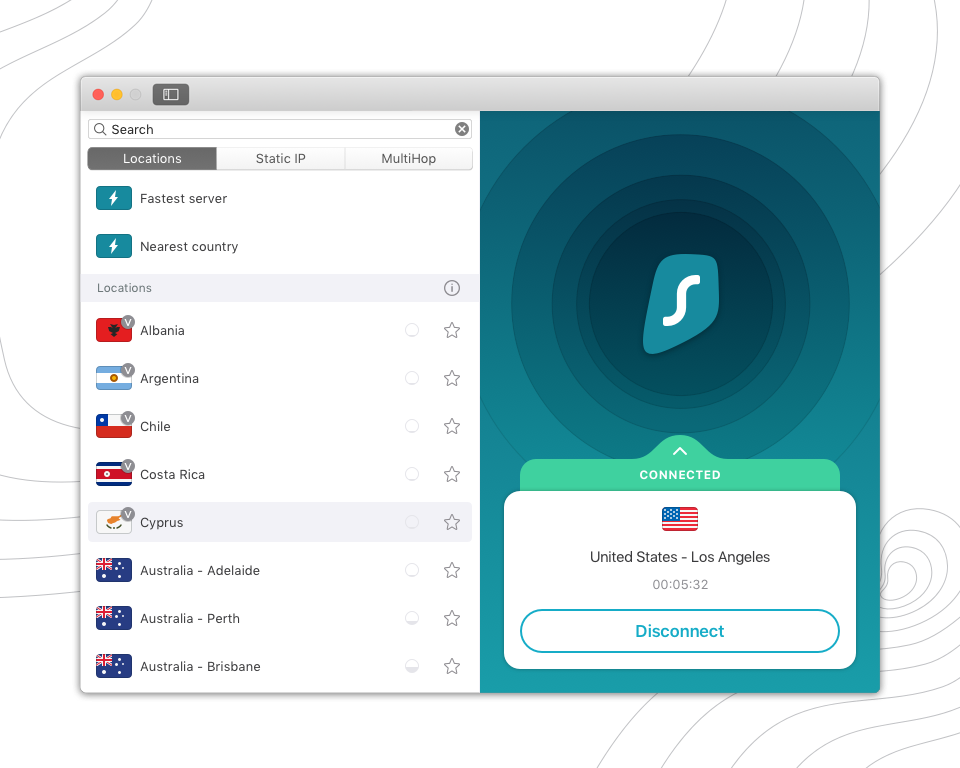 Search
Locations Static IP MultiHop
Fastest server
Nearest country
Locations
V Albania
V Argentina
V Chile
V Costa Rica
V Cyprus
Australia - Adelaide
Australia - Perth
Australia - Brisbane
CONNECTED
United States - Los Angeles
00:05:32
Disconnect